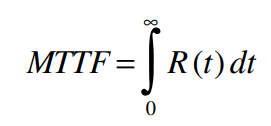 MTTF = ∫₀^∞ R(t) dt